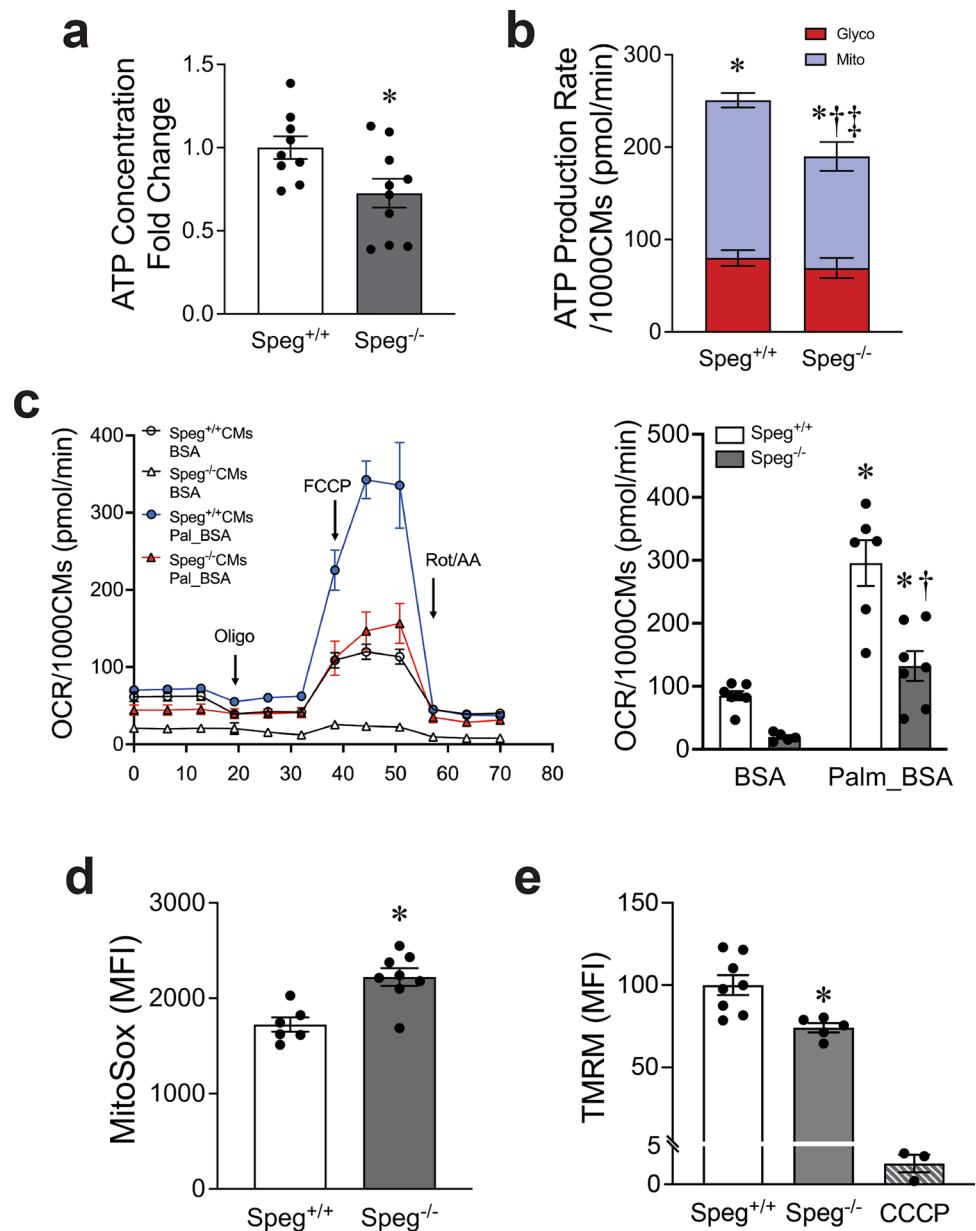 a
ATP Concentration
Fold Change
1.5
1.0
0.5
0.0
*
Speg+/+
Speg-/-
b
Glyco
Mito
ATP Production Rate
/1000CMs (pmol/min)
300
200
100
0
*
*†‡
Speg+/+
Speg-/-
c
OCR/1000CMs (pmol/min)
400
300
200
100
0
Speg+/+CMs
BSA
Speg-/-CMs
BSA
Speg+/+CMs
Pal_BSA
Speg-/-CMs
Pal_BSA
Oligo
FCCP
Rot/AA
0 10 20 30 40 50 60 70 80
OCR/1000CMs (pmol/min)
500
400
300
200
100
0
Speg+/+
Speg-/-
*
*†
BSA
Palm_BSA
d
MitoSox (MFI)
3000
2000
1000
0
*
Speg+/+
Speg-/-
e
TMRM (MFI)
150
100
50
5
0
*
Speg+/+
Speg-/-
CCCP